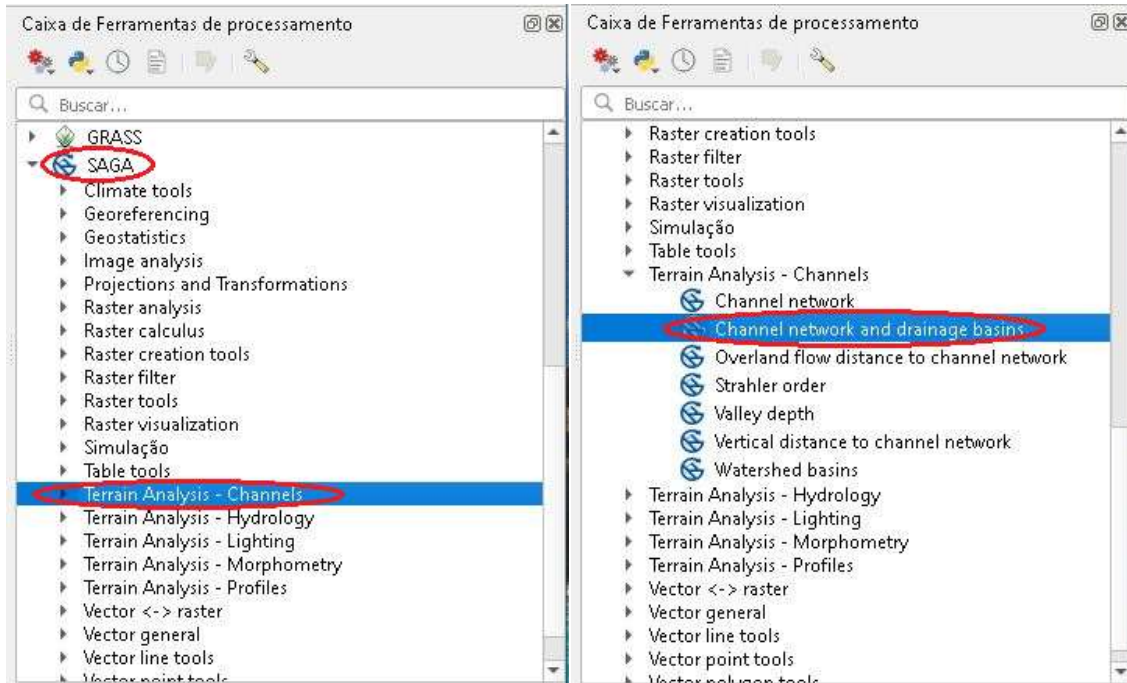 Caixa de Ferramentas de processamento
Buscar...
GRASS
SAGA
Climate tools
Georeferencing
Geostatistics
Image analysis
Projections and Transformations
Raster analysis
Raster calculus
Raster creation tools
Raster filter
Raster tools
Raster visualization
Simulação
Table tools
Terrain Analysis - Channels
Terrain Analysis - Hydrology
Terrain Analysis - Lighting
Terrain Analysis - Morphometry
Terrain Analysis - Profiles
Vector <-> raster
Vector general
Vector line tools
Vector point tools
Caixa de Ferramentas de processamento
Buscar...
Raster creation tools
Raster filter
Raster tools
Raster visualization
Simulação
Table tools
Terrain Analysis - Channels
Channel network
Channel network and drainage basins
Overland flow distance to channel network
Strahler order
Valley depth
Vertical distance to channel network
Watershed basins
Terrain Analysis - Hydrology
Terrain Analysis - Lighting
Terrain Analysis - Morphometry
Terrain Analysis - Profiles
Vector <-> raster
Vector general
Vector line tools
Vector point tools
Vector polygon tools